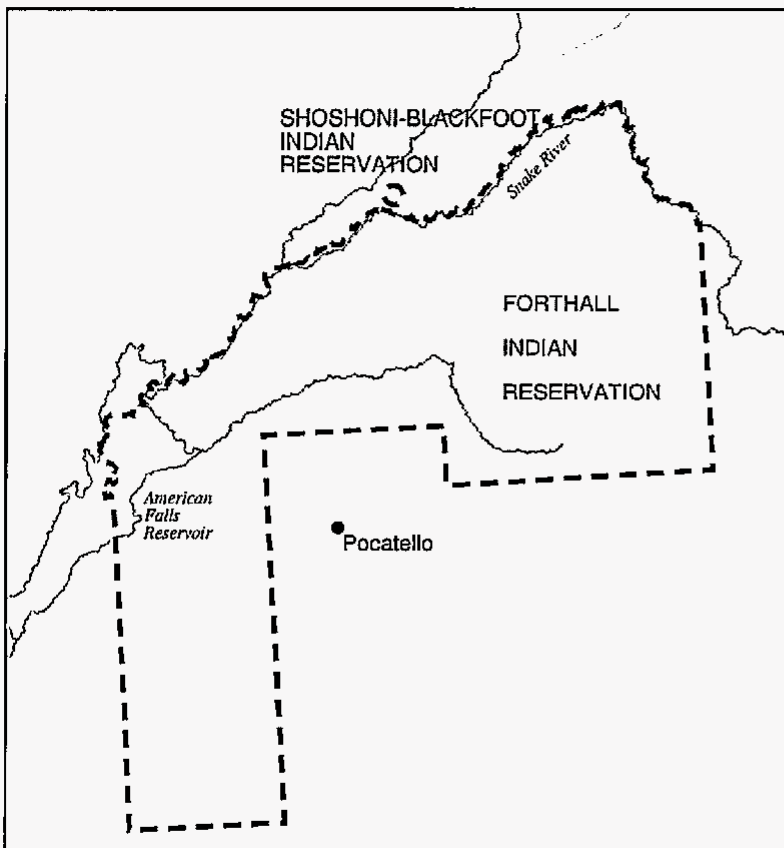 SHOSHONI-BLACKFOOT
INDIAN
RESERVATION
Snake River
FORTHALL
INDIAN
RESERVATION
American
Falls
Reservoir
Pocatello